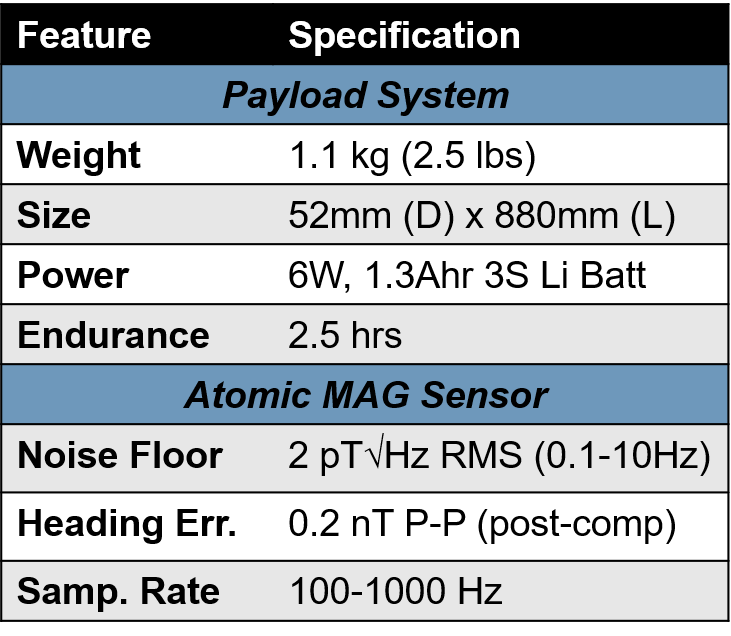 Feature Specification
Payload System
Weight 1.1 kg (2.5 lbs)
Size 52mm (D) x 880mm (L)
Power 6W, 1.3Ahr 3S Li Batt
Endurance 2.5 hrs
Atomic MAG Sensor
Noise Floor 2 pT√Hz RMS (0.1-10Hz)
Heading Err. 0.2 nT P-P (post-comp)
Samp. Rate 100-1000 Hz